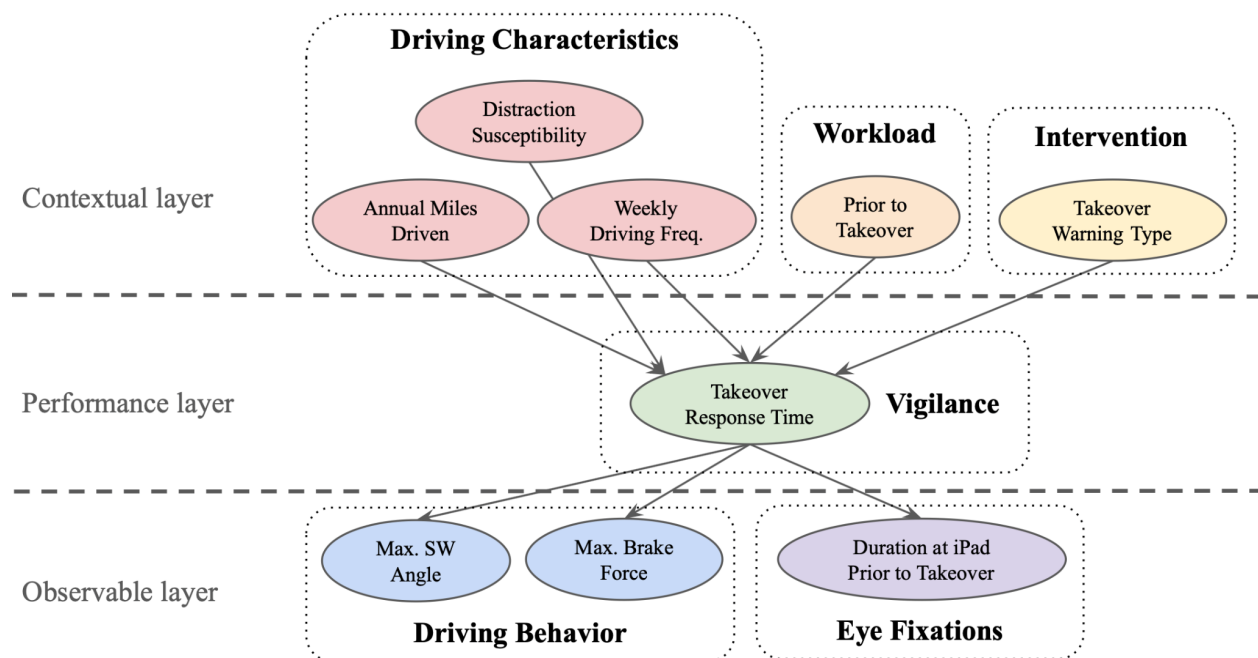 Driving Characteristics
Distraction
Susceptibility
Workload
Intervention
Contextual layer
Annual Miles
Driven
Weekly
Driving Freq.
Prior to
Takeover
Takeover
Warning Type
Performance layer
Takeover
Response Time
Vigilance
Observable layer
Max. SW
Angle
Max. Brake
Force
Duration at iPad
Prior to Takeover
Driving Behavior
Eye Fixations